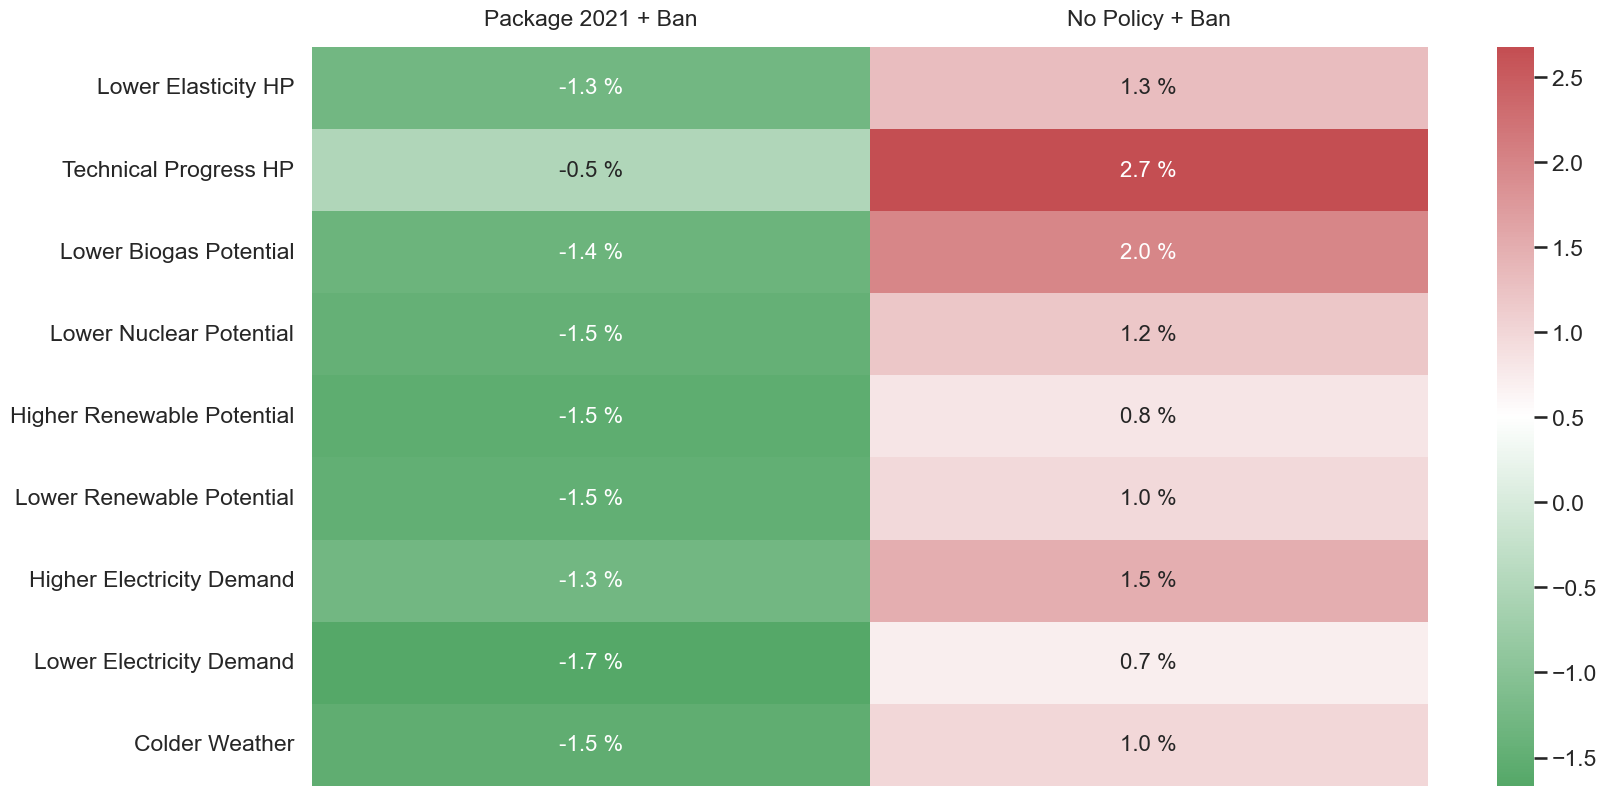 Package 2021 + Ban No Policy + Ban
Lower Elasticity HP -1.3 % 1.3 %
Technical Progress HP -0.5 % 2.7 %
Lower Biogas Potential -1.4 % 2.0 %
Lower Nuclear Potential -1.5 % 1.2 %
Higher Renewable Potential -1.5 % 0.8 %
Lower Renewable Potential -1.5 % 1.0 %
Higher Electricity Demand -1.3 % 1.5 %
Lower Electricity Demand -1.7 % 0.7 %
Colder Weather -1.5 % 1.0 %
2.5
2.0
1.5
1.0
0.5
0.0
−0.5
−1.0
−1.5